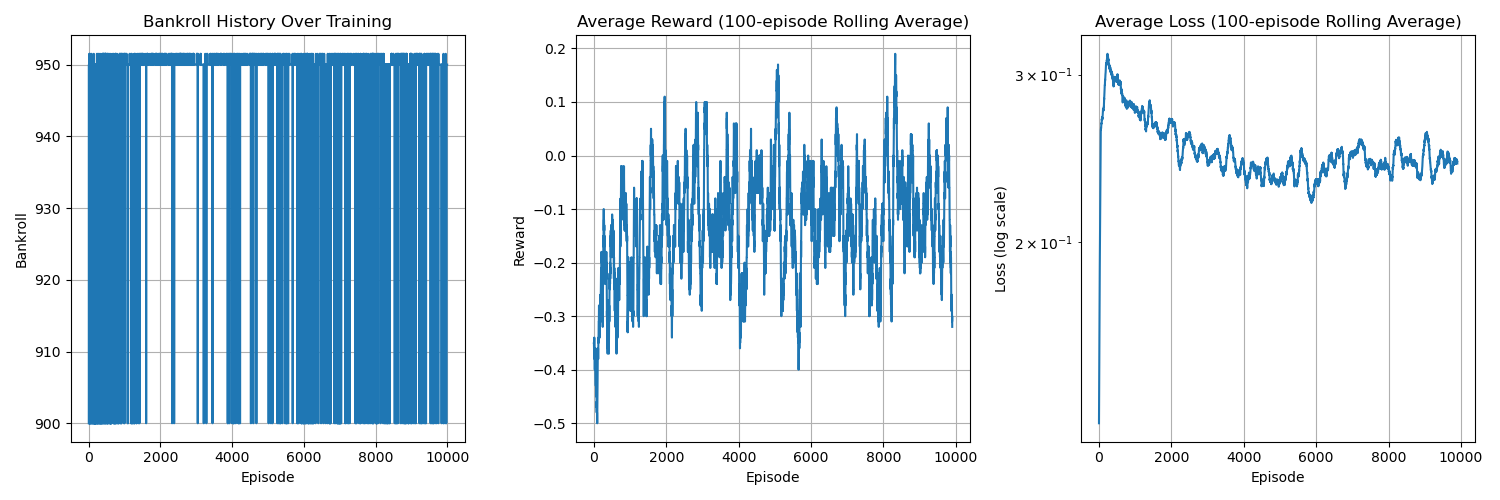 Bankroll History Over Training
Bankroll
950
940
930
920
910
900
0 2000 4000 6000 8000 10000
Episode
Average Reward (100-episode Rolling Average)
Reward
0.2
0.1
0.0
−0.1
−0.2
−0.3
−0.4
−0.5
0 2000 4000 6000 8000 10000
Episode
Average Loss (100-episode Rolling Average)
Loss (log scale)
3 × 10⁻¹
2 × 10⁻¹
0 2000 4000 6000 8000 10000
Episode